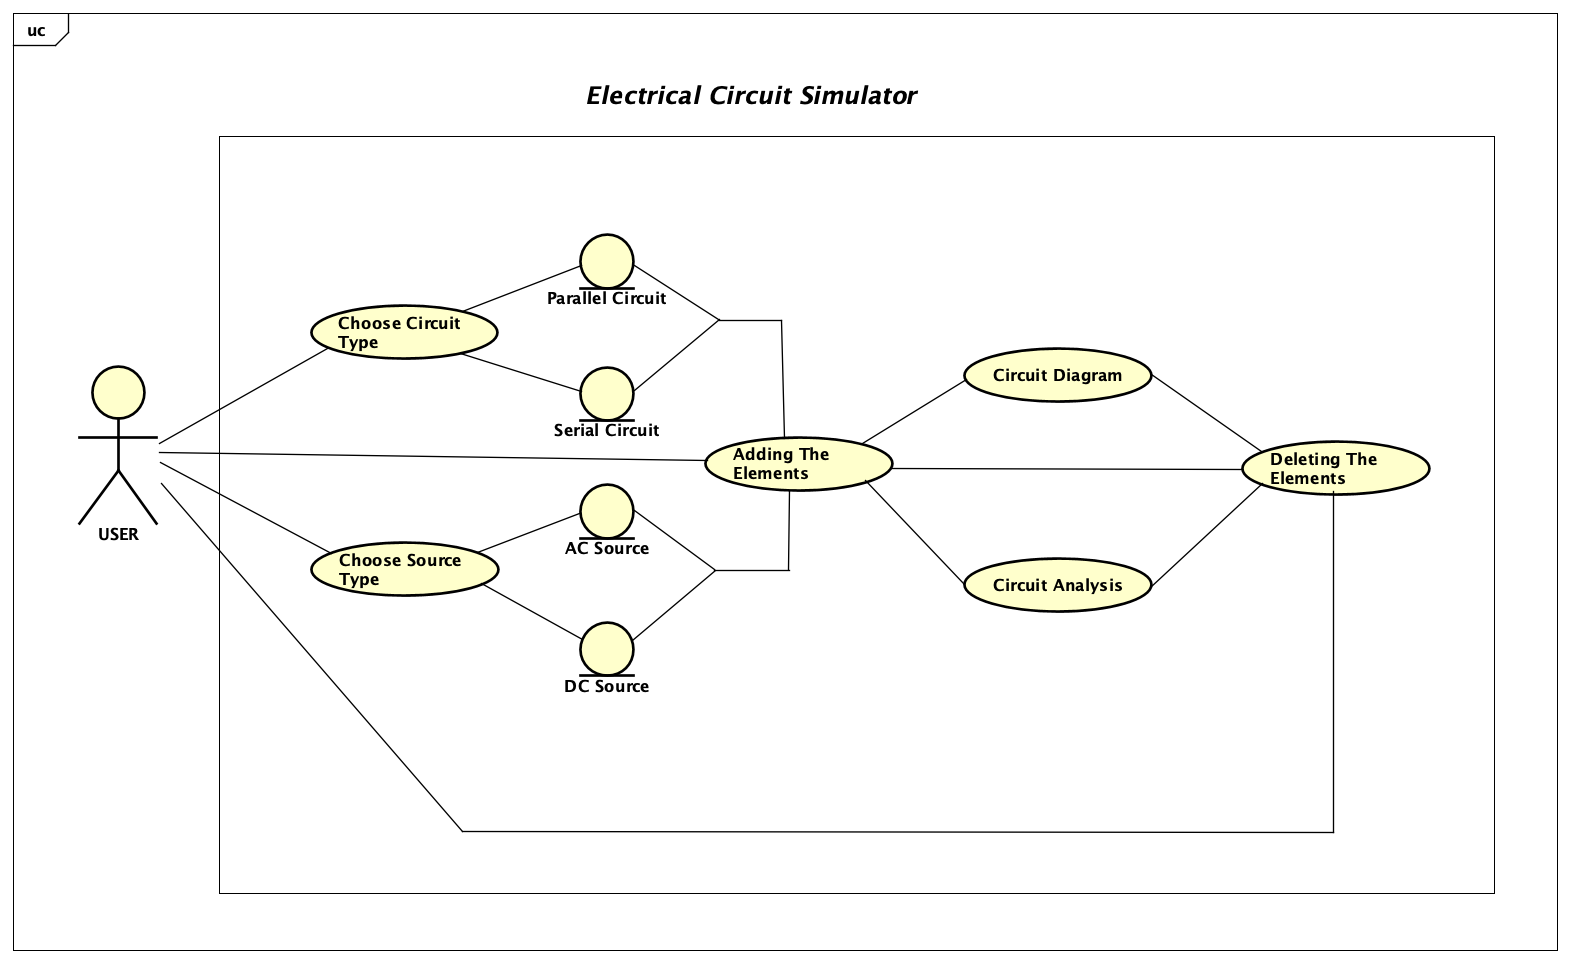 uc
Electrical Circuit Simulator
Parallel Circuit
Choose Circuit
Type
Serial Circuit
Circuit Diagram
Adding The
Elements
Deleting The
Elements
USER
AC Source
Choose Source
Type
Circuit Analysis
DC Source